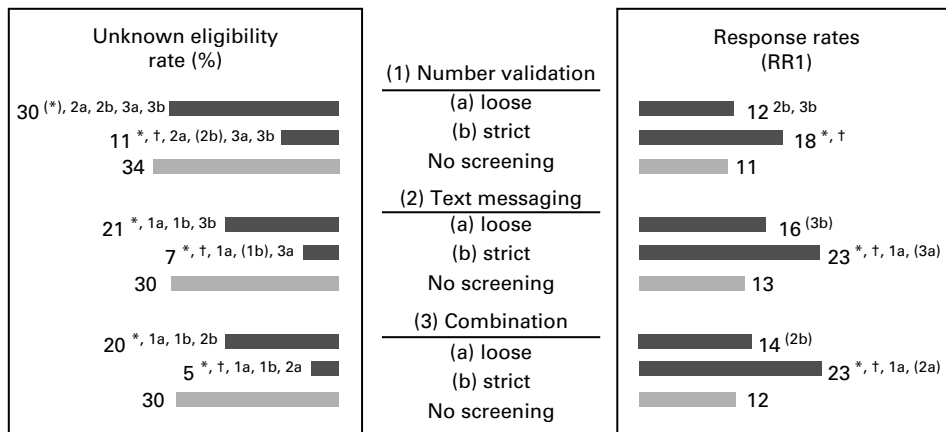 Unknown eligibility
rate (%)
30 (*), 2a, 2b, 3a, 3b
11 *, †, 2a, (2b), 3a, 3b
34
21 *, 1a, 1b, 3b
7 *, †, 1a, (1b), 3a
30
20 *, 1a, 1b, 2b
5 *, †, 1a, 1b, 2a
30
(1) Number validation
(a) loose
(b) strict
No screening
(2) Text messaging
(a) loose
(b) strict
No screening
(3) Combination
(a) loose
(b) strict
No screening
Response rates
(RR1)
12 2b, 3b
18 *, †
11
16 (3b)
23 *, †, 1a, (3a)
13
14 (2b)
23 *, †, 1a, (2a)
12